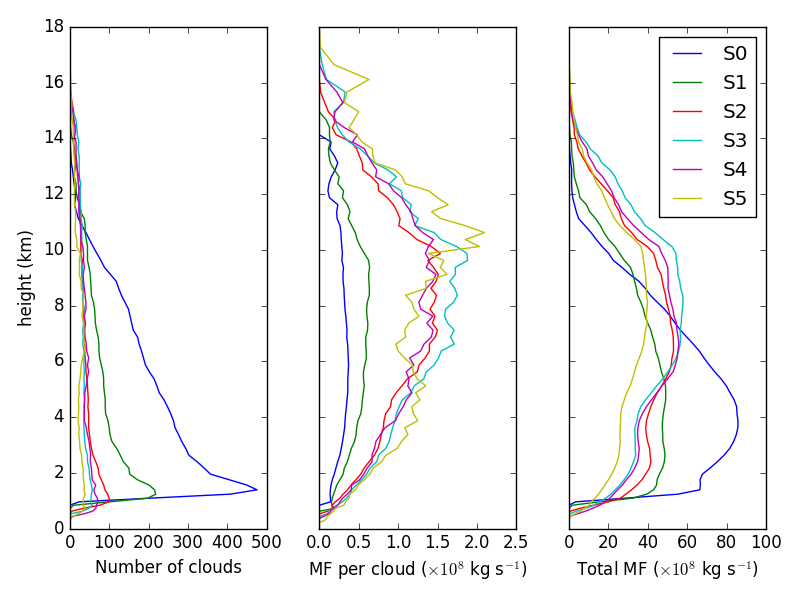 18
16
14
12
10
8
6
4
2
0
height (km)
0 100 200 300 400 500
Number of clouds
0.0 0.5 1.0 1.5 2.0 2.5
MF per cloud (×10⁸ kg s⁻¹)
0 20 40 60 80 100
Total MF (×10⁸ kg s⁻¹)
S0
S1
S2
S3
S4
S5